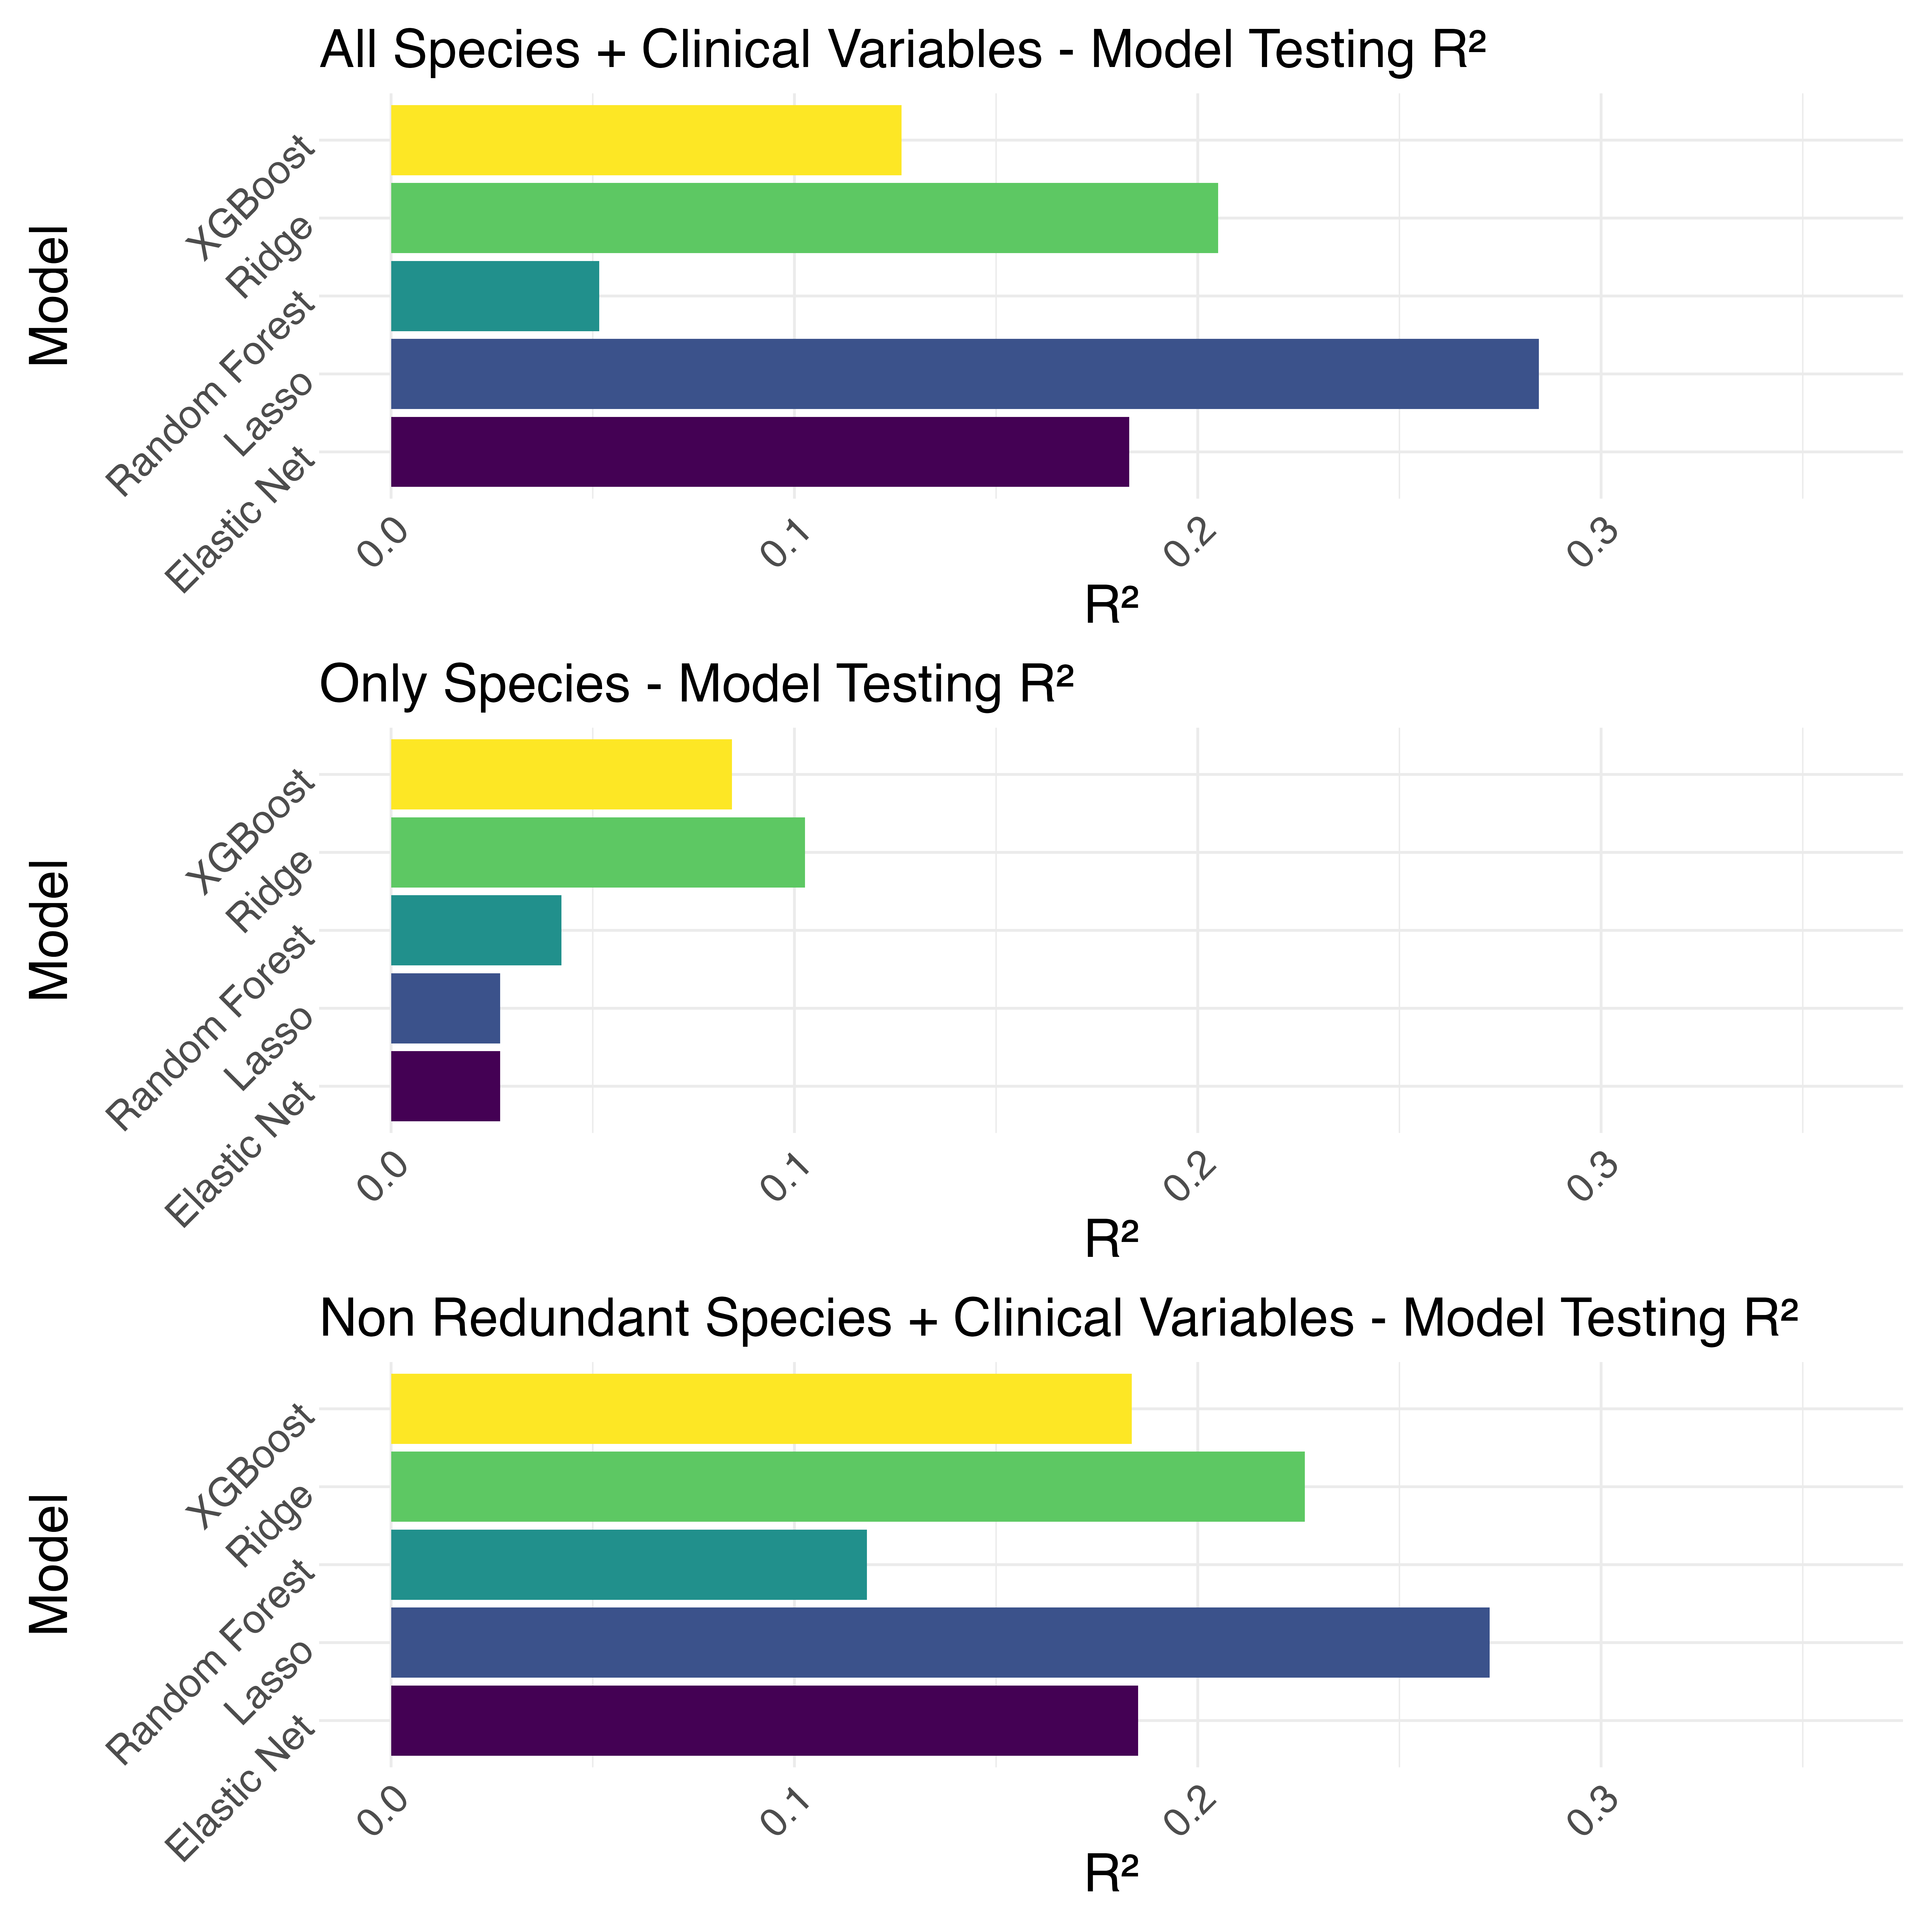 All Species + Clinical Variables - Model Testing R²
Model
XGBoost
Ridge
Random Forest
Lasso
Elastic Net
0.0
0.1
0.2
0.3
R²
Only Species - Model Testing R²
Model
XGBoost
Ridge
Random Forest
Lasso
Elastic Net
0.0
0.1
0.2
0.3
R²
Non Redundant Species + Clinical Variables - Model Testing R²
Model
XGBoost
Ridge
Random Forest
Lasso
Elastic Net
0.0
0.1
0.2
0.3
R²